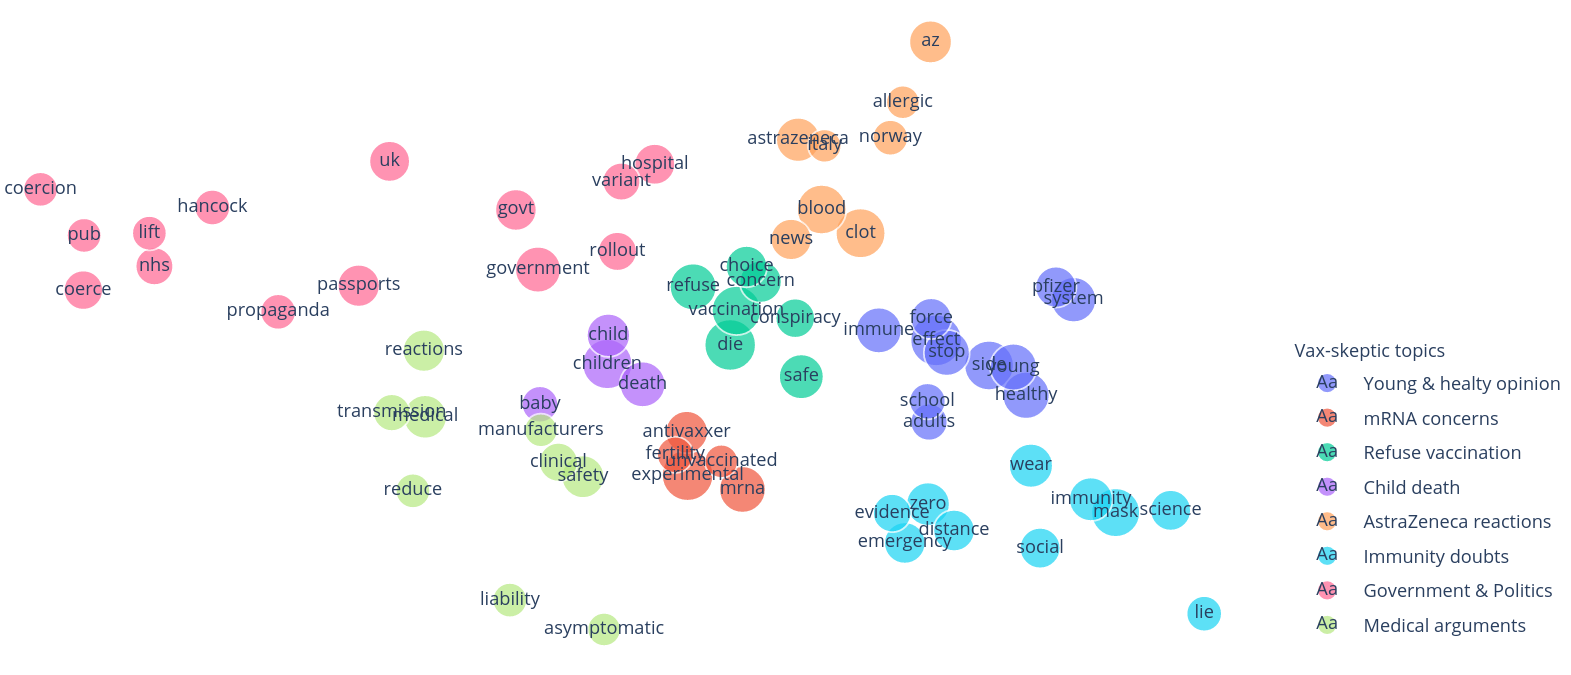 az
allergic
astrazeneca
italy
norway
uk
hospital
variant
coercion
hancock
govt
blood
pub
lift
news
clot
nhs
government
rollout
choice
concern
coerce
passports
refuse
pfizer
system
propaganda
vaccination
conspiracy
immune
force
effect
child
die
stop
reactions
children
side
young
death
safe
healthy
baby
school
transmission
medical
adults
manufacturers
antivaxxer
fertility
clinical
unvaccinated
wear
safety
experimental
reduce
mrna
zero
immunity
evidence
mask
science
distance
emergency
social
liability
asymptomatic
lie
Vax-skeptic topics
Aa Young & healty opinion
Aa mRNA concerns
Aa Refuse vaccination
Aa Child death
Aa AstraZeneca reactions
Aa Immunity doubts
Aa Government & Politics
Aa Medical arguments